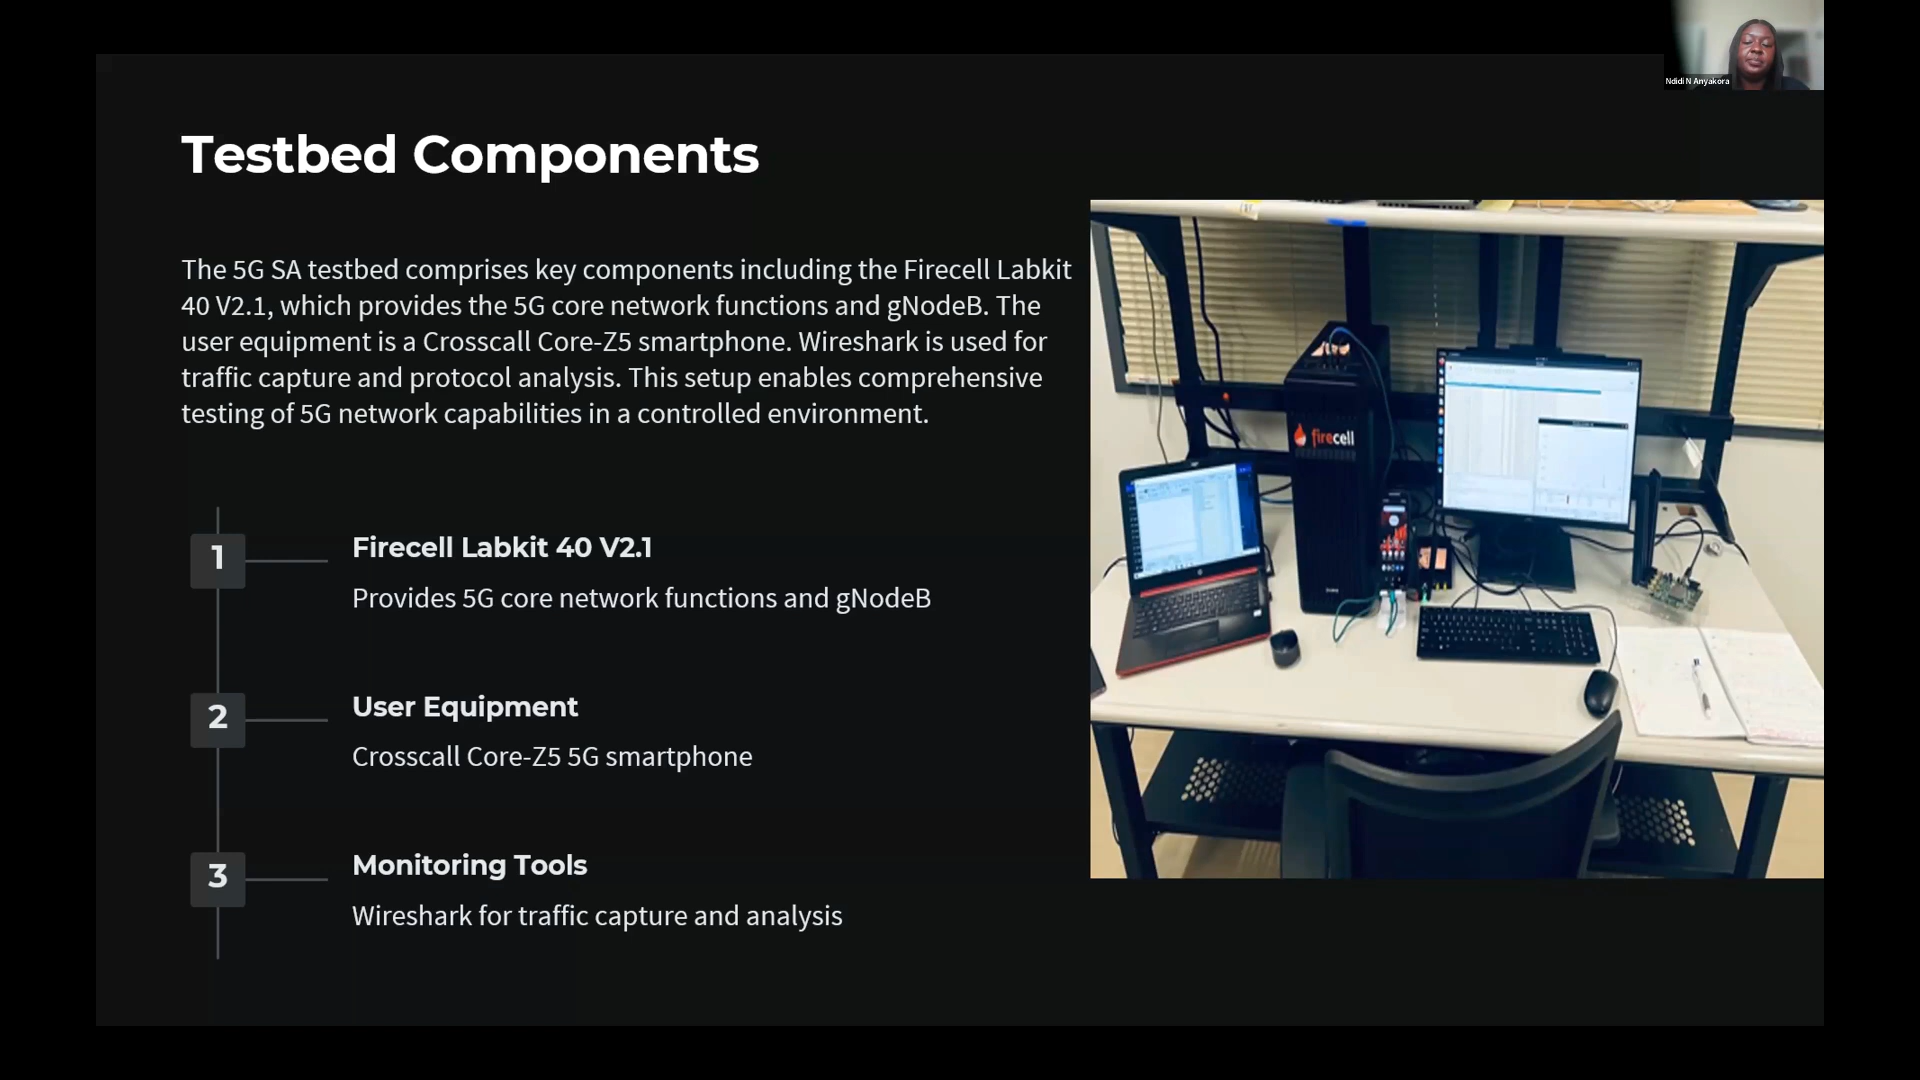 Ndidi N Anyakora
Testbed Components
The 5G SA testbed comprises key components including the Firecell Labkit
40 V2.1, which provides the 5G core network functions and gNodeB. The
user equipment is a Crosscall Core-Z5 smartphone. Wireshark is used for
traffic capture and protocol analysis. This setup enables comprehensive
testing of 5G network capabilities in a controlled environment.
firecell
1
Firecell Labkit 40 V2.1
Provides 5G core network functions and gNodeB
2
User Equipment
Crosscall Core-Z5 5G smartphone
3
Monitoring Tools
Wireshark for traffic capture and analysis